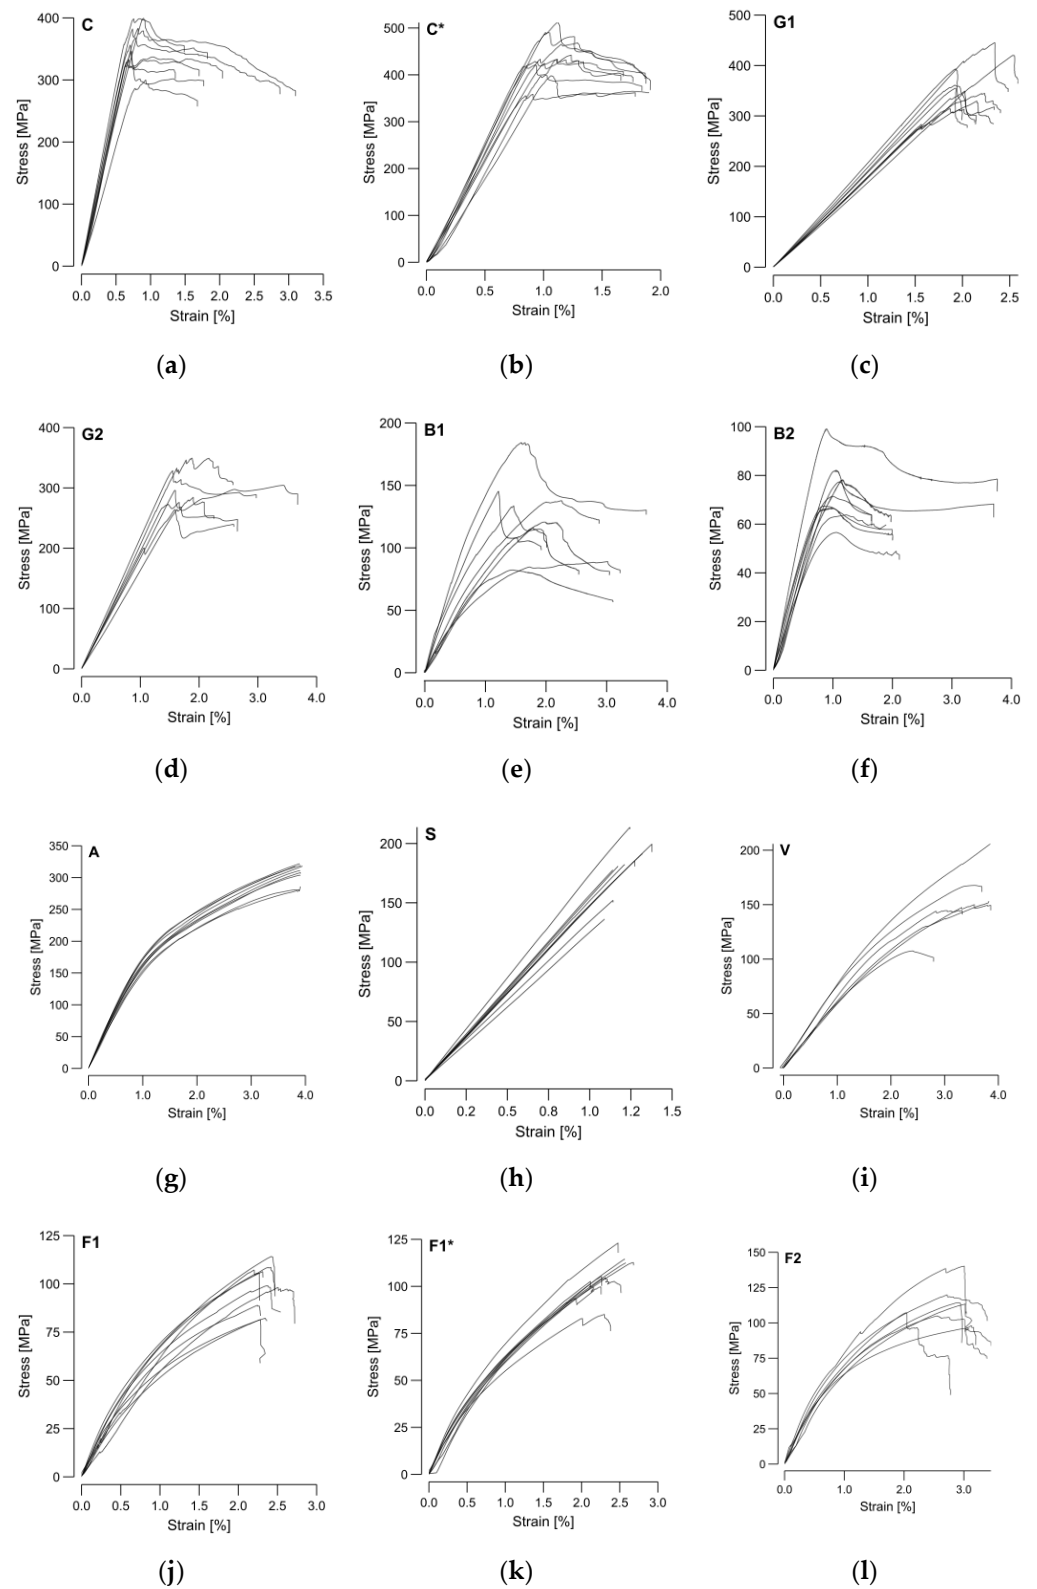 C
Stress [MPa]
400
300
200
100
0
0.0 0.5 1.0 1.5 2.0 2.5 3.0 3.5
Strain [%]
(a)
C*
Stress [MPa]
500
400
300
200
100
0
0.0 0.5 1.0 1.5 2.0
Strain [%]
(b)
G1
Stress [MPa]
500
400
300
200
100
0
0.0 0.5 1.0 1.5 2.0 2.5
Strain [%]
(c)
G2
Stress [MPa]
400
300
200
100
0
0.0 1.0 2.0 3.0 4.0
Strain [%]
(d)
B1
Stress [MPa]
200
150
100
50
0
0.0 1.0 2.0 3.0 4.0
Strain [%]
(e)
B2
Stress [MPa]
100
80
60
40
20
0
0.0 1.0 2.0 3.0 4.0
Strain [%]
(f)
A
Stress [MPa]
350
300
250
200
150
100
50
0
0.0 1.0 2.0 3.0 4.0
Strain [%]
(g)
S
Stress [MPa]
200
150
100
50
0
0.0 0.2 0.5 0.8 1.0 1.2 1.5
Strain [%]
(h)
V
Stress [MPa]
200
150
100
50
0
0.0 1.0 2.0 3.0 4.0
Strain [%]
(i)
F1
Stress [MPa]
125
100
75
50
25
0
0.0 0.5 1.0 1.5 2.0 2.5 3.0
Strain [%]
(j)
F1*
Stress [MPa]
125
100
75
50
25
0
0.0 0.5 1.0 1.5 2.0 2.5 3.0
Strain [%]
(k)
F2
Stress [MPa]
150
125
100
75
50
25
0
0.0 1.0 2.0 3.0
Strain [%]
(l)